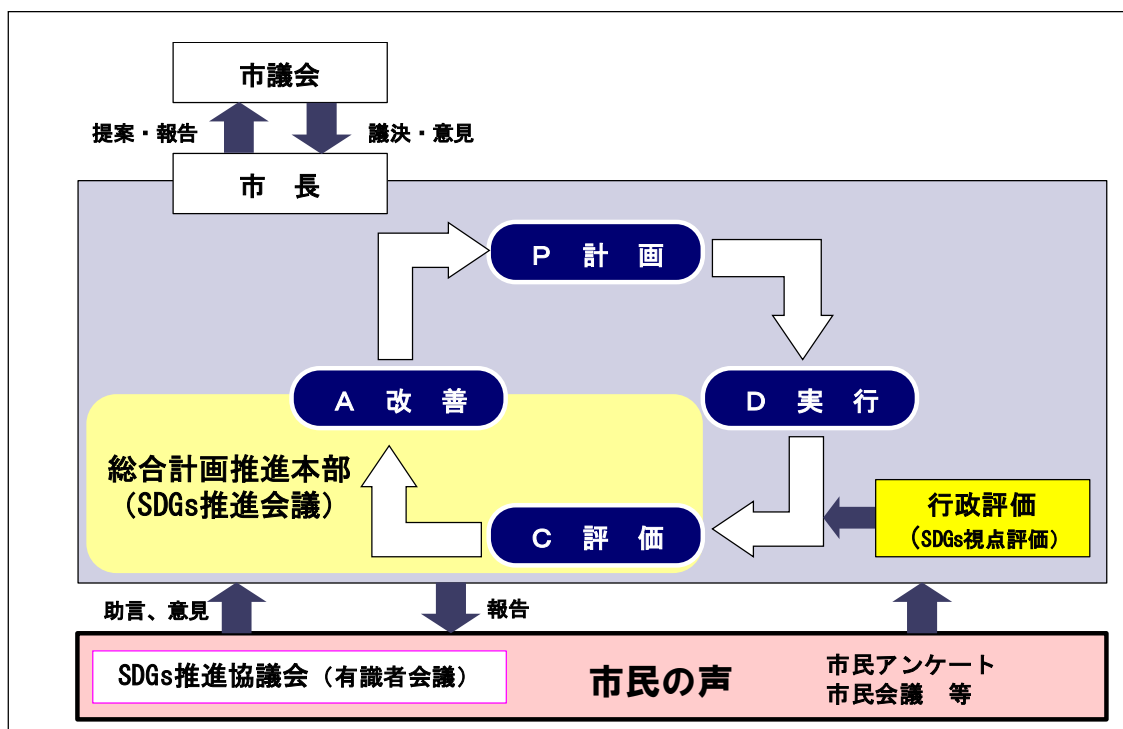 市議会
提案・報告
議決・意見
市　長
Ｐ　計　画
Ａ　改　善
Ｄ　実　行
総合計画推進本部
（SDGs推進会議）
Ｃ　評　価
行政評価
（SDGs視点評価）
助言、意見
報告
SDGs推進協議会（有識者会議）
市民の声
市民アンケート
市民会議　等